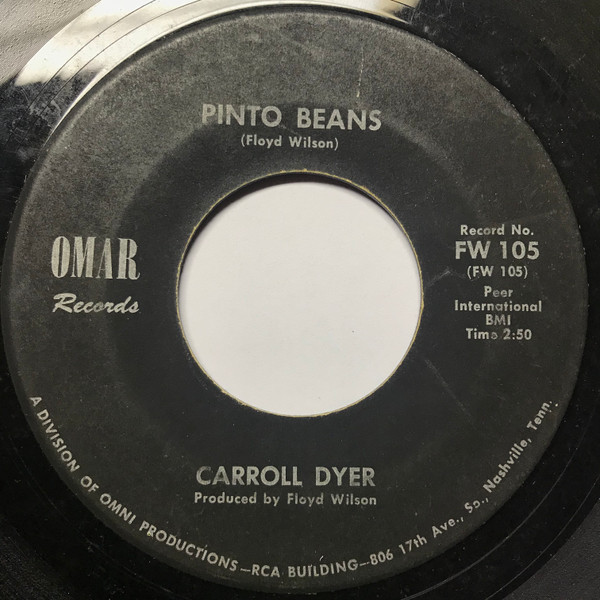 PINTO BEANS
(Floyd Wilson)
OMAR
Records
Record No.
FW 105
(FW 105)
Peer
International
BMI
Time 2:50
CARROLL DYER
Produced by Floyd Wilson
A DIVISION OF OMNI PRODUCTIONS—RCA BUILDING—806 17th Ave., So., Nashville, Tenn.